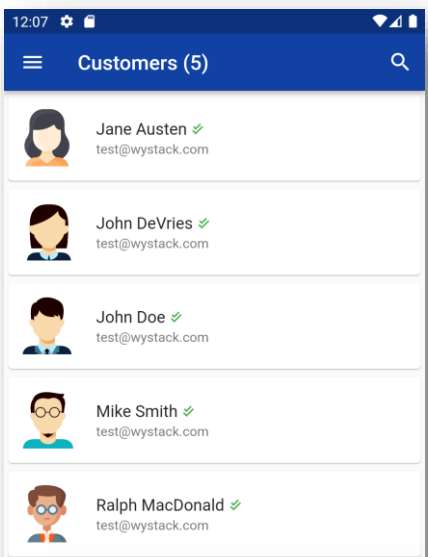 12:07
Customers (5)
Jane Austen
test@wystack.com
John DeVries
test@wystack.com
John Doe
test@wystack.com
Mike Smith
test@wystack.com
Ralph MacDonald
test@wystack.com